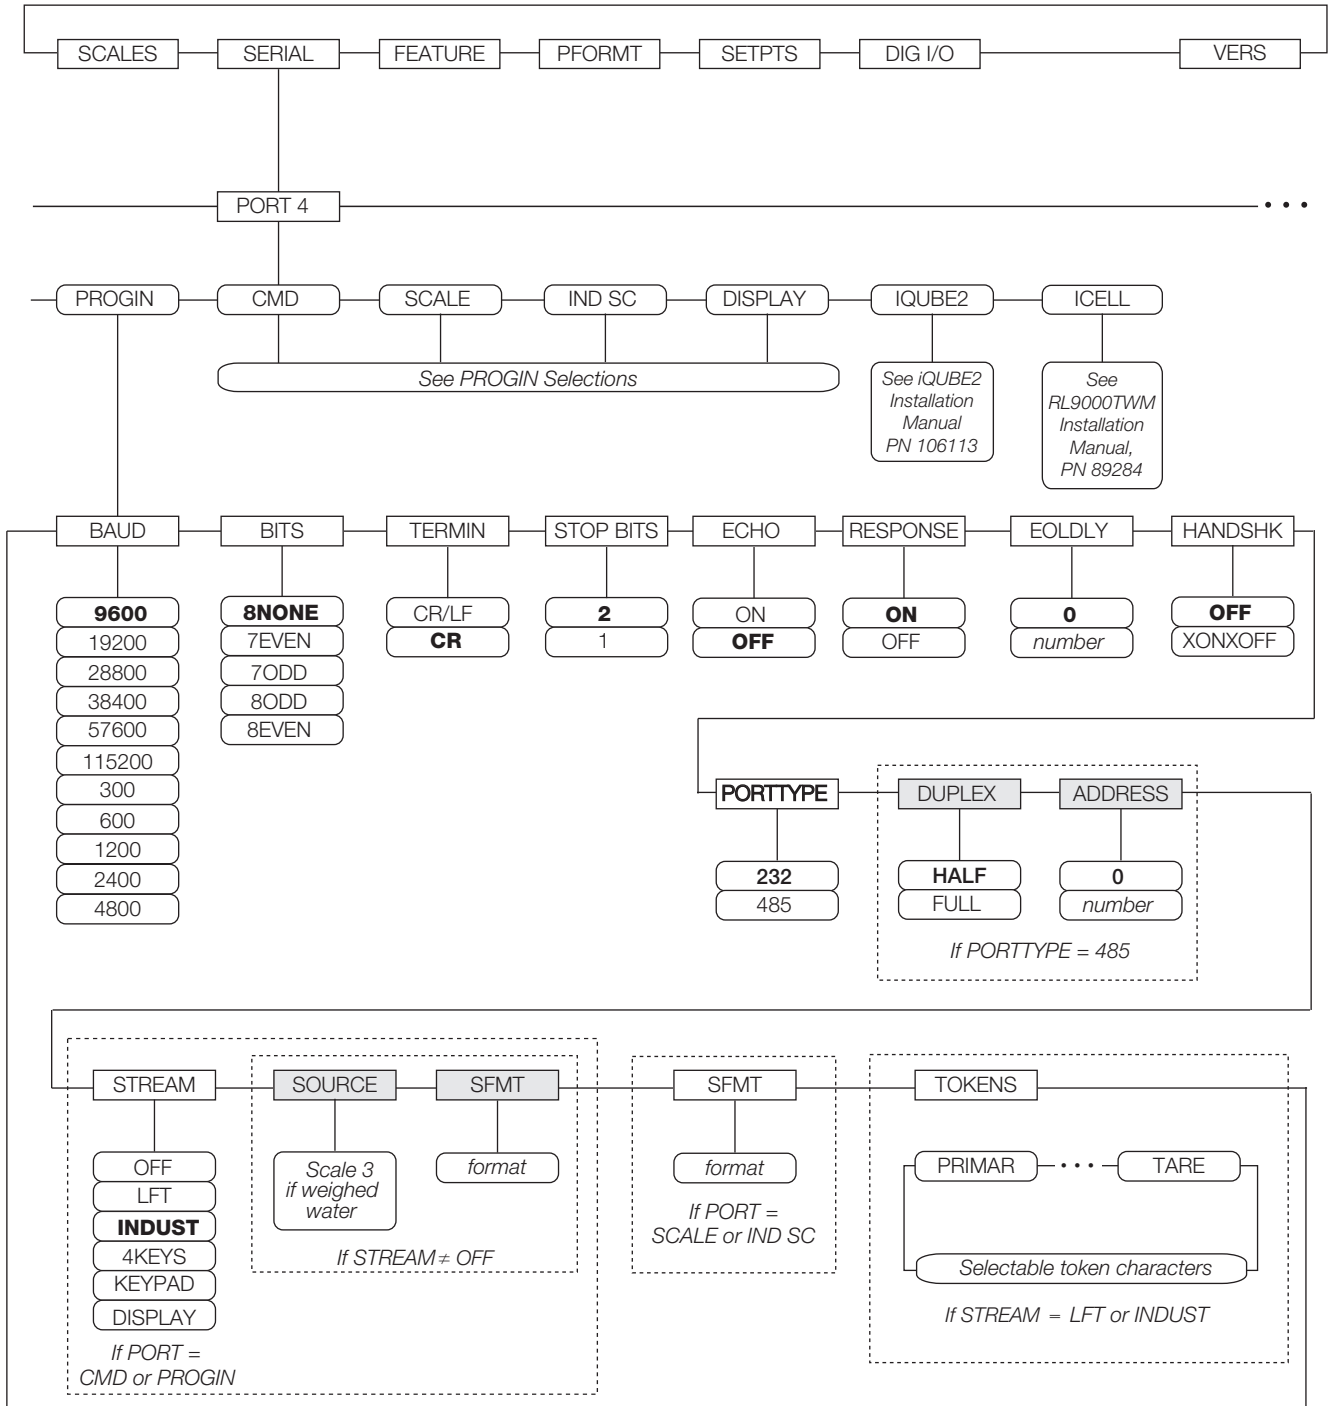 SCALES SERIAL FEATURE PFORMT SETPTS DIG I/O VERS
PORT 4 • • •
PROGIN CMD SCALE IND SC DISPLAY IQUBE2 ICELL
See PROGIN Selections
See iQUBE2
Installation
Manual
PN 106113
See
RL9000TWM
Installation
Manual,
PN 89284
BAUD BITS TERMIN STOP BITS ECHO RESPONSE EOLDLY HANDSHK
9600 8NONE CR/LF 2 ON ON 0 OFF
19200 7EVEN CR 1 OFF OFF number XONXOFF
28800 7ODD
38400 8ODD
57600 8EVEN
115200
300
600
1200
2400
4800
PORTTYPE DUPLEX ADDRESS
232 HALF 0
485 FULL number
If PORTTYPE = 485
STREAM SOURCE SFMT SFMT TOKENS
OFF
LFT
INDUST
4KEYS
KEYPAD
DISPLAY
If PORT =
CMD or PROGIN
Scale 3
if weighed
water
format
If STREAM ≠ OFF
format
If PORT =
SCALE or IND SC
PRIMAR • • • TARE
Selectable token characters
If STREAM = LFT or INDUST